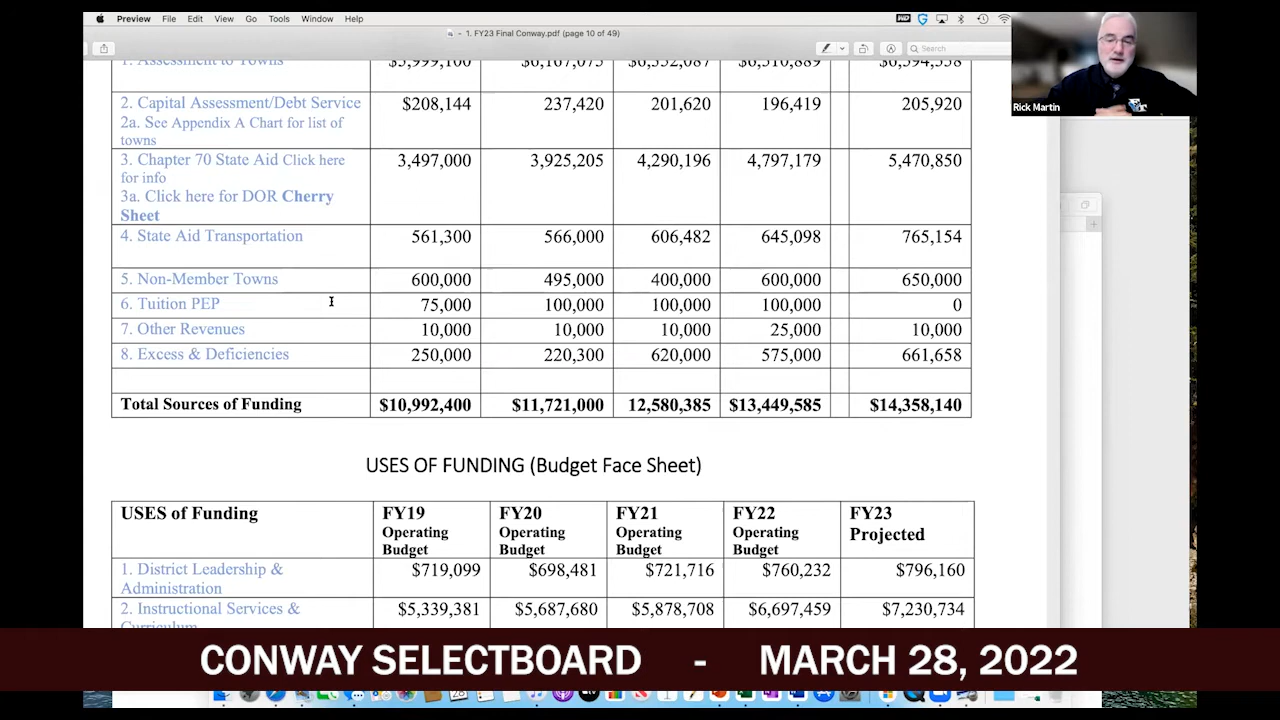 Preview File Edit View Go Tools Window Help
1. FY23 Final Conway.pdf (page 10 of 49)
Search
Rick Martin
1. Assessment to Towns
2. Capital Assessment/Debt Service $208,144 237,420 201,620 196,419 205,920
2a. See Appendix A Chart for list of
towns
3. Chapter 70 State Aid Click here 3,497,000 3,925,205 4,290,196 4,797,179 5,470,850
for info
3a. Click here for DOR Cherry
Sheet
4. State Aid Transportation 561,300 566,000 606,482 645,098 765,154
5. Non-Member Towns 600,000 495,000 400,000 600,000 650,000
6. Tuition PEP 75,000 100,000 100,000 100,000 0
7. Other Revenues 10,000 10,000 10,000 25,000 10,000
8. Excess & Deficiencies 250,000 220,300 620,000 575,000 661,658
Total Sources of Funding $10,992,400 $11,721,000 12,580,385 $13,449,585 $14,358,140
USES OF FUNDING (Budget Face Sheet)
USES of Funding FY19 FY20 FY21 FY22 FY23
Operating Operating Operating Operating Projected
Budget Budget Budget Budget
1. District Leadership & $719,099 $698,481 $721,716 $760,232 $796,160
Administration
2. Instructional Services & $5,339,381 $5,687,680 $5,878,708 $6,697,459 $7,230,734
Curriculum
CONWAY SELECTBOARD - MARCH 28, 2022